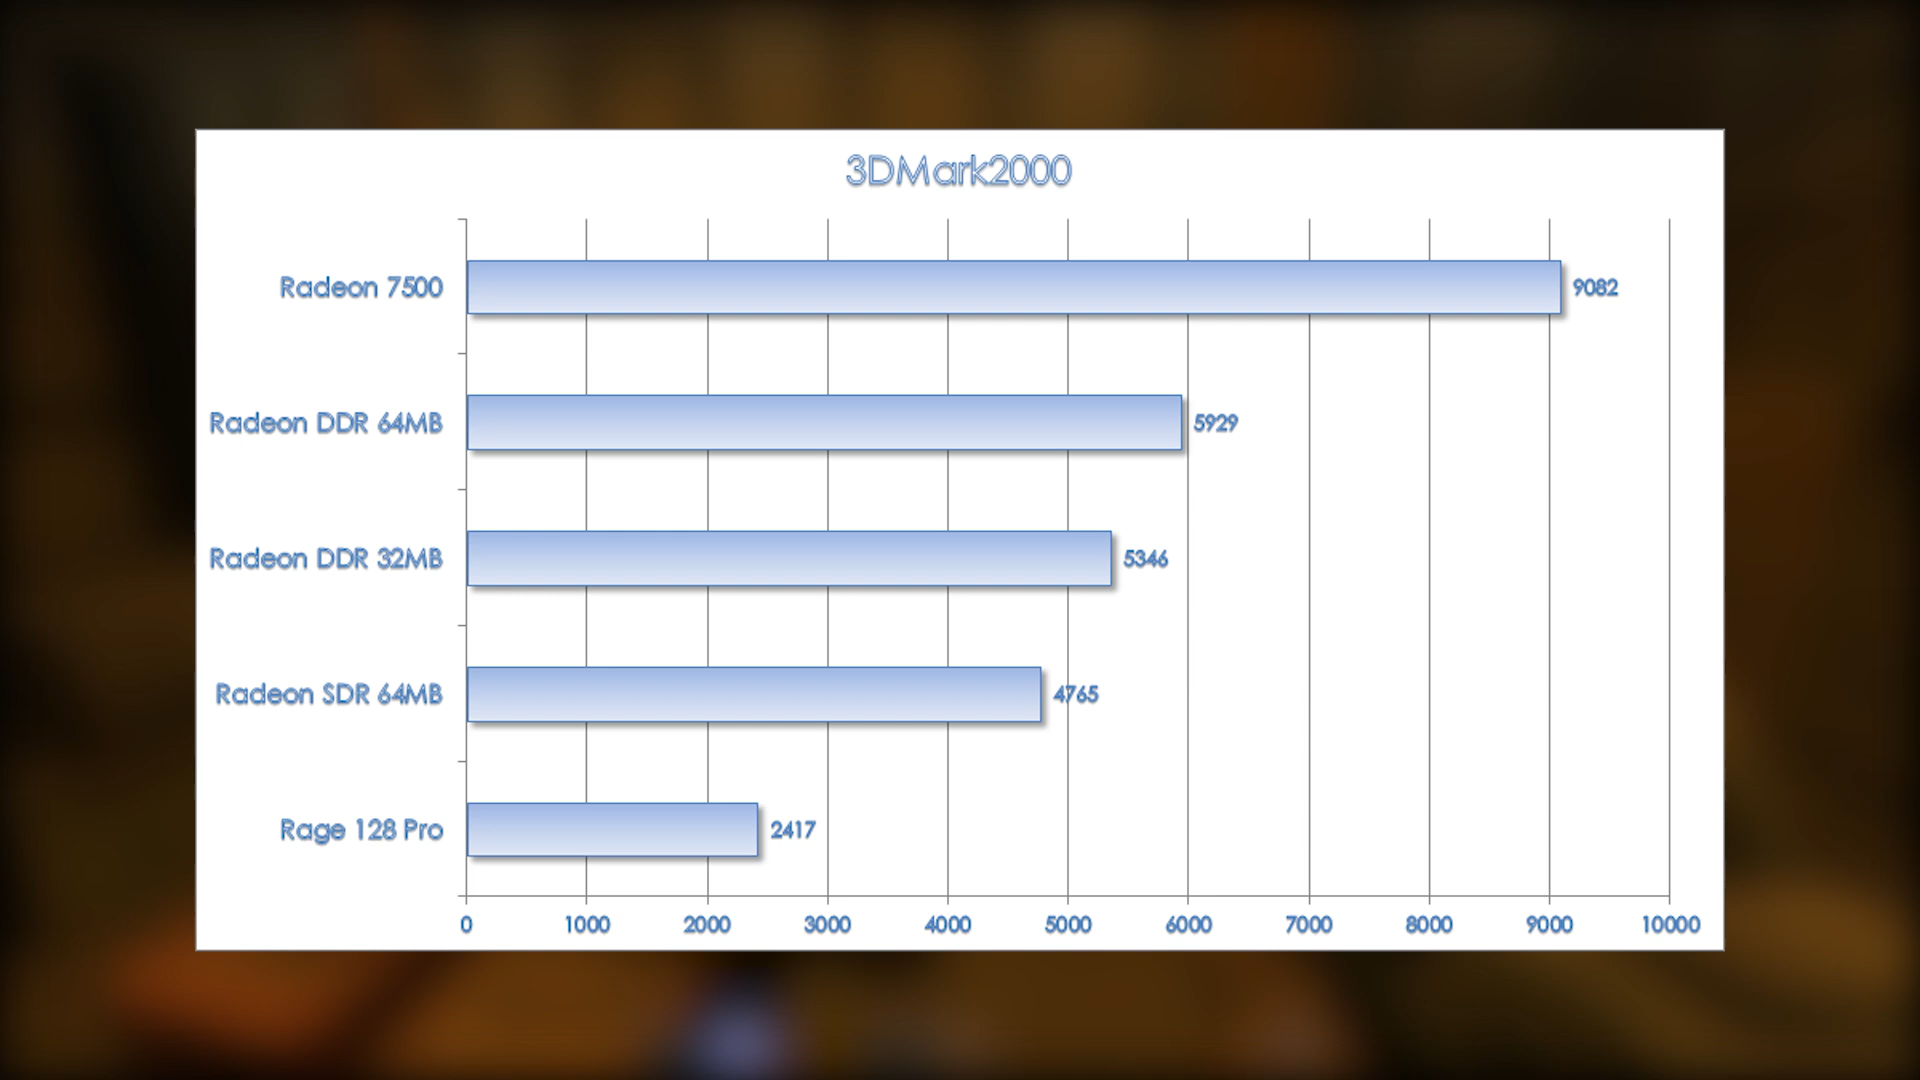 3DMark2000
Radeon 7500
9082
Radeon DDR 64MB
5929
Radeon DDR 32MB
5346
Radeon SDR 64MB
4765
Rage 128 Pro
2417
0 1000 2000 3000 4000 5000 6000 7000 8000 9000 10000